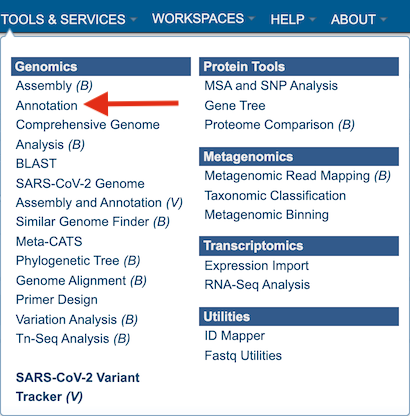 TOOLS & SERVICES WORKSPACES HELP ABOUT
Genomics
Assembly (B)
Annotation
Comprehensive Genome
Analysis (B)
BLAST
SARS-CoV-2 Genome
Assembly and Annotation (V)
Similar Genome Finder (B)
Meta-CATS
Phylogenetic Tree (B)
Genome Alignment (B)
Primer Design
Variation Analysis (B)
Tn-Seq Analysis (B)
SARS-CoV-2 Variant
Tracker (V)
Protein Tools
MSA and SNP Analysis
Gene Tree
Proteome Comparison (B)
Metagenomics
Metagenomic Read Mapping (B)
Taxonomic Classification
Metagenomic Binning
Transcriptomics
Expression Import
RNA-Seq Analysis
Utilities
ID Mapper
Fastq Utilities